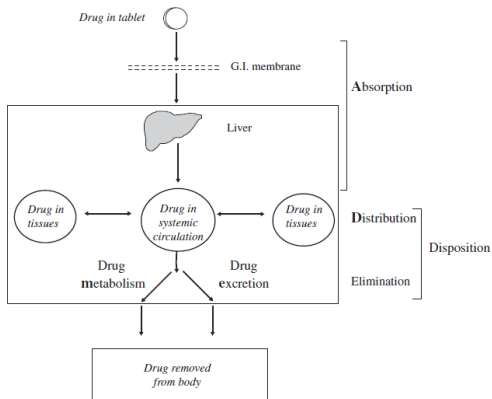 Drug in tablet
G.I. membrane
Absorption
Liver
Drug in
tissues
Drug in
systemic
circulation
Drug in
tissues
Distribution
Disposition
Drug
metabolism
Drug
excretion
Elimination
Drug removed
from body